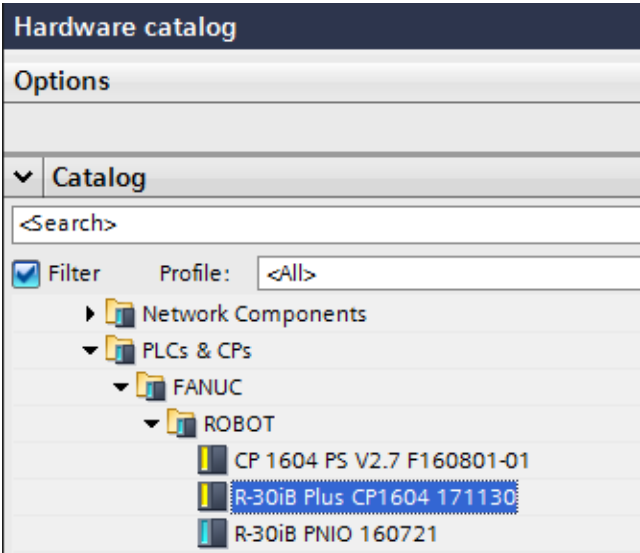 Hardware catalog
Options
Catalog
<Search>
Filter Profile: <All>
Network Components
PLCs & CPs
FANUC
ROBOT
CP 1604 PS V2.7 F160801-01
R-30iB Plus CP1604 171130
R-30iB PNIO 160721